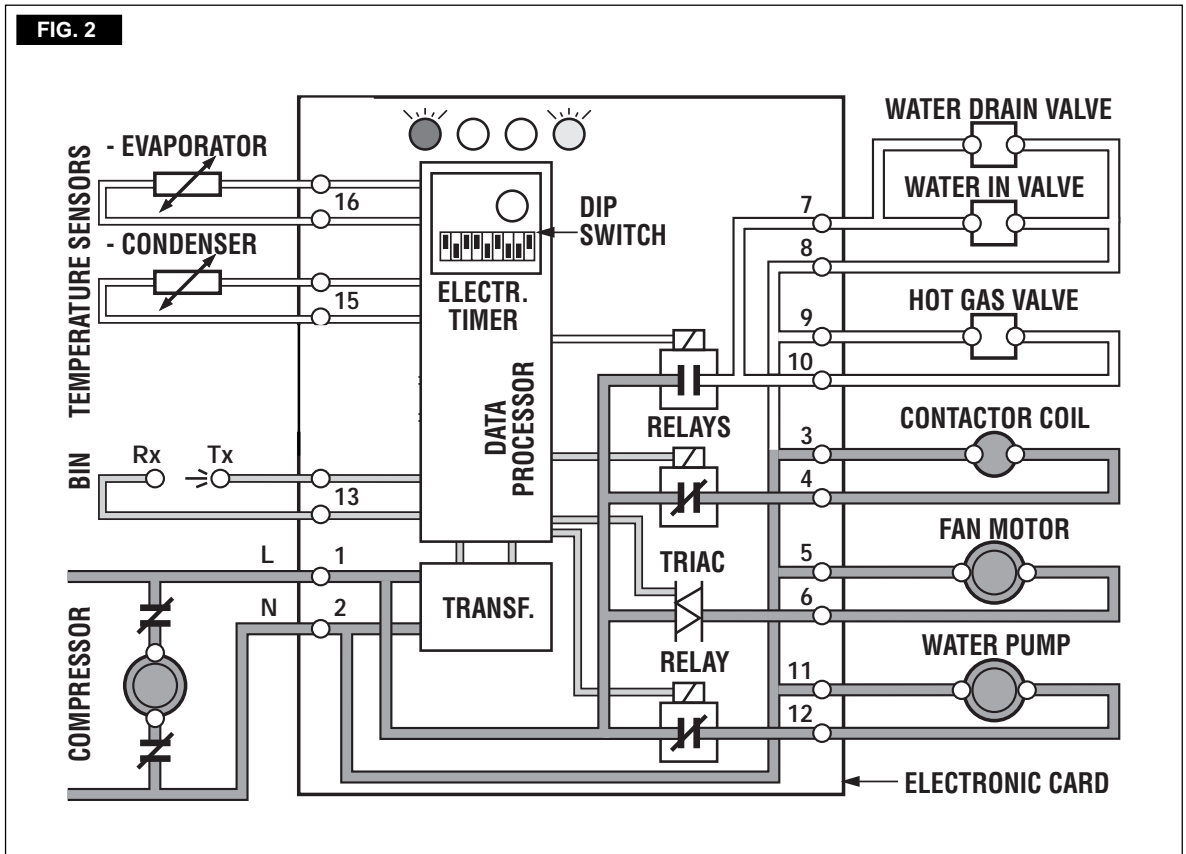 FIG. 2
TEMPERATURE SENSORS
- EVAPORATOR
16
- CONDENSER
15
BIN
Rx
Tx
13
L
1
N
2
COMPRESSOR
DIP
SWITCH
ELECTR.
TIMER
DATA
PROCESSOR
TRANSF.
RELAYS
TRIAC
RELAY
WATER DRAIN VALVE
WATER IN VALVE
7
8
HOT GAS VALVE
9
10
CONTACTOR COIL
3
4
FAN MOTOR
5
6
WATER PUMP
11
12
ELECTRONIC CARD